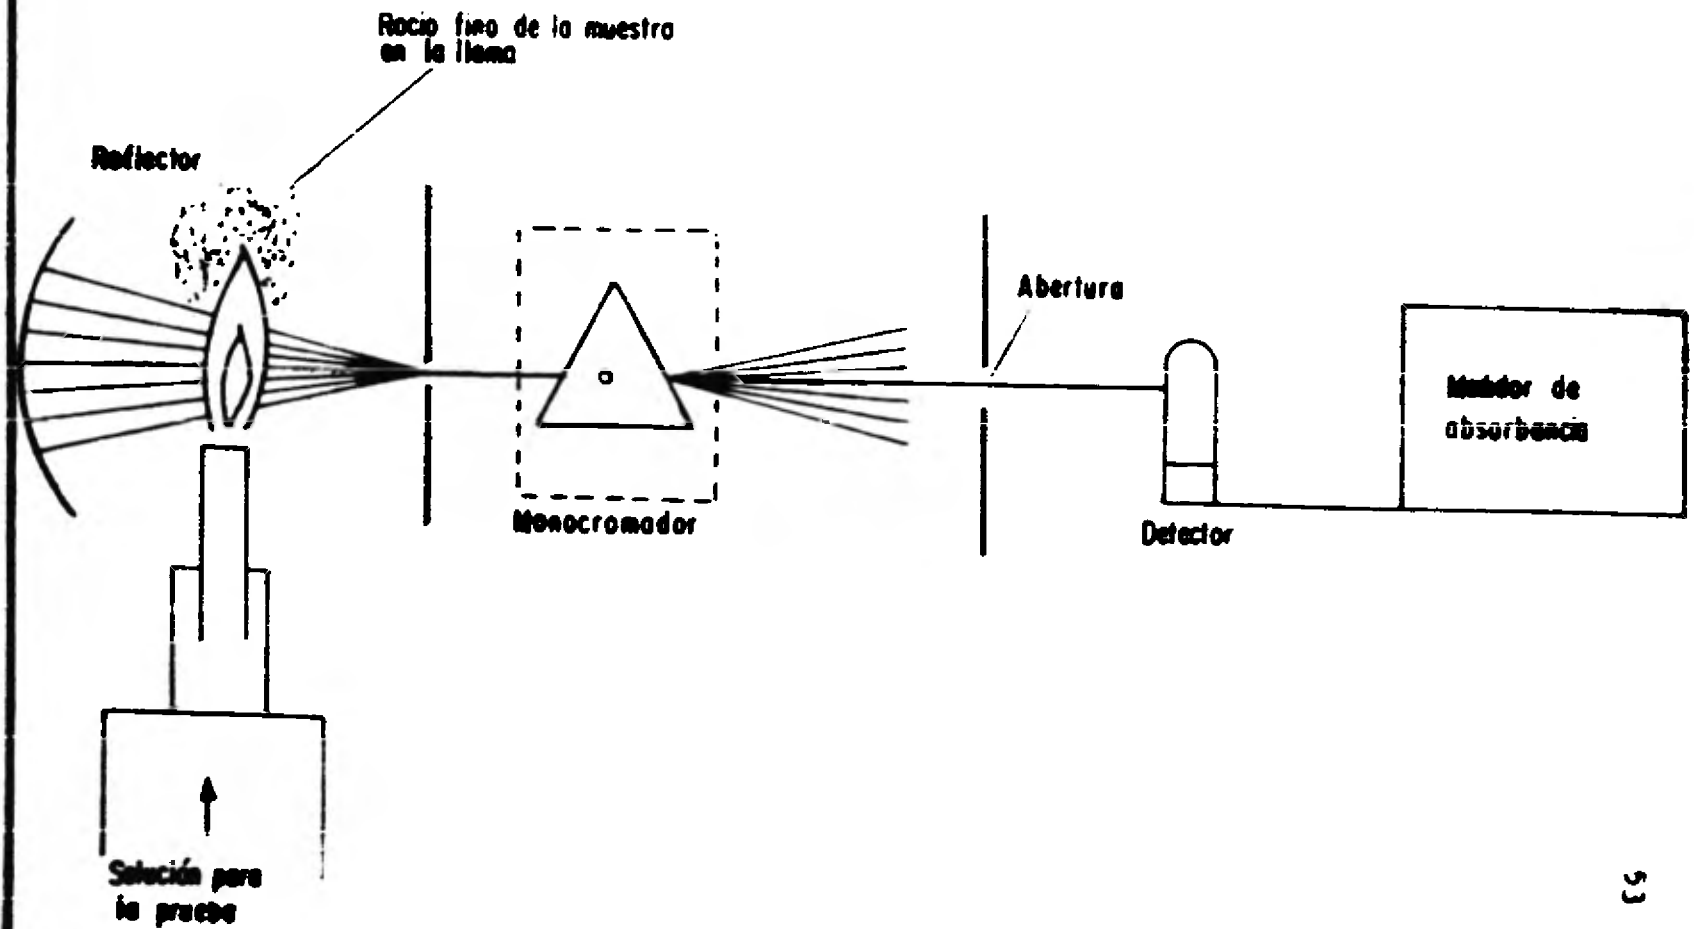 Rocio fino de la muestra
en la llama
Reflector
Abertura
Medidor de
absorbancia
Monocromador
Detector
Solución para
la prueba
53